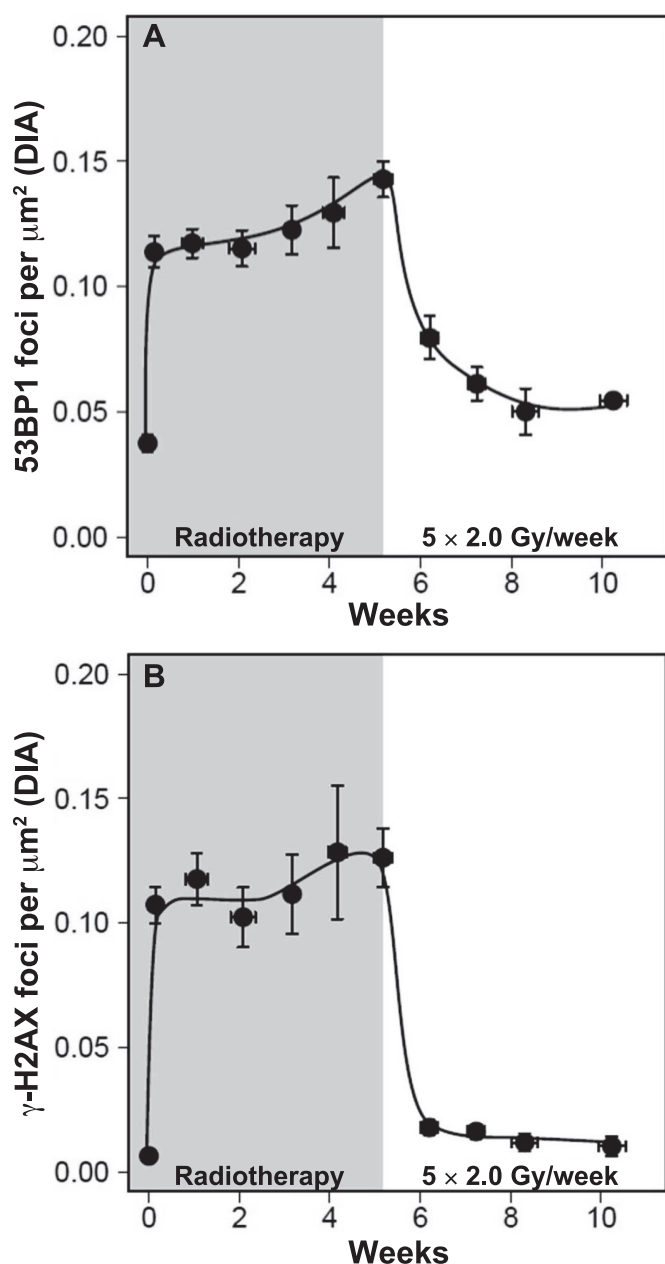 A
53BP1 foci per μm² (DIA)
0.20
0.15
0.10
0.05
0.00
Radiotherapy 5 × 2.0 Gy/week
0 2 4 6 8 10
Weeks
B
γ-H2AX foci per μm² (DIA)
0.20
0.15
0.10
0.05
0.00
Radiotherapy 5 × 2.0 Gy/week
0 2 4 6 8 10
Weeks